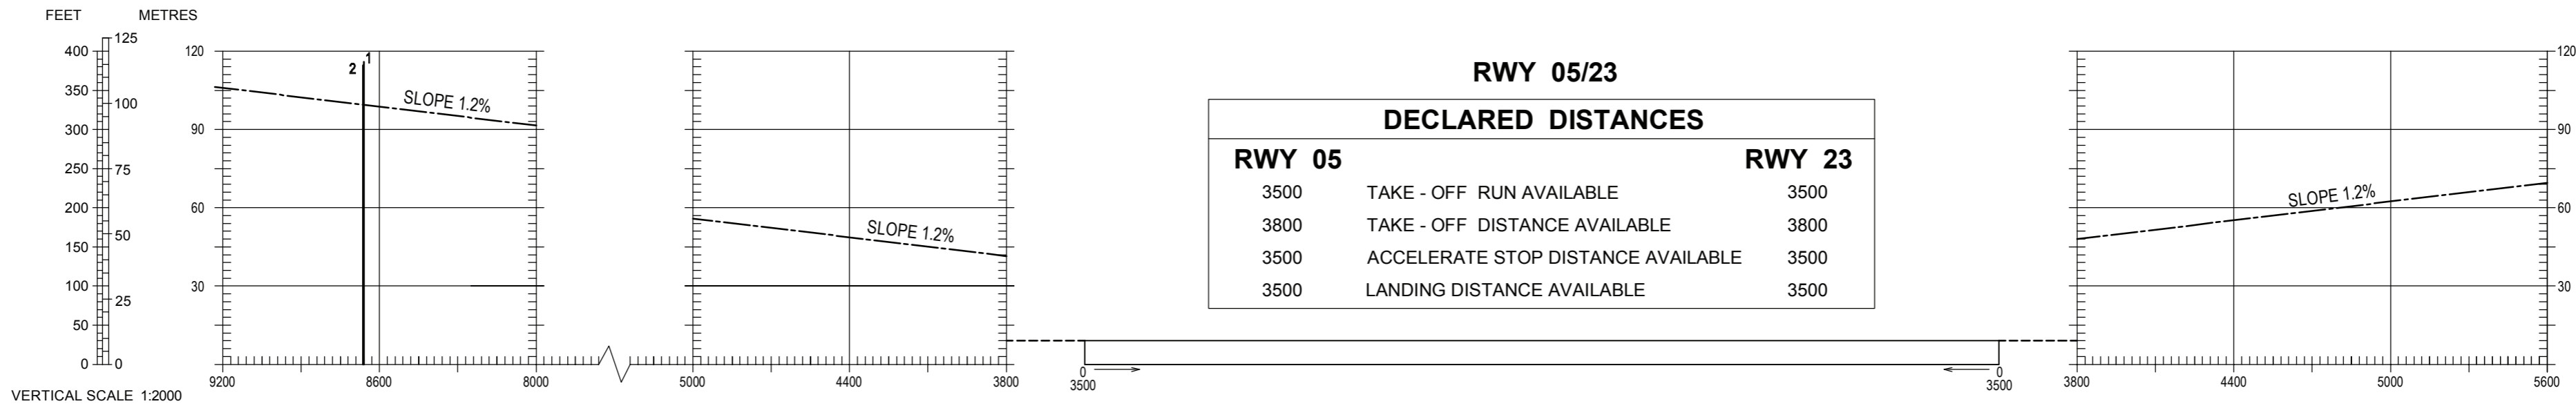 FEET METRES
400 350 300 250 200 150 100 50 0
125 100 75 50 25 0
VERTICAL SCALE 1:2000
120 90 60 30
2 1
SLOPE 1.2%
9200 8600 8000
SLOPE 1.2%
5000 4400 3800
RWY 05/23
DECLARED DISTANCES
RWY 05 RWY 23
3500 TAKE - OFF RUN AVAILABLE 3500
3800 TAKE - OFF DISTANCE AVAILABLE 3800
3500 ACCELERATE STOP DISTANCE AVAILABLE 3500
3500 LANDING DISTANCE AVAILABLE 3500
0 0
3500 3500
SLOPE 1.2%
120 90 60 30
3800 4400 5000 5600